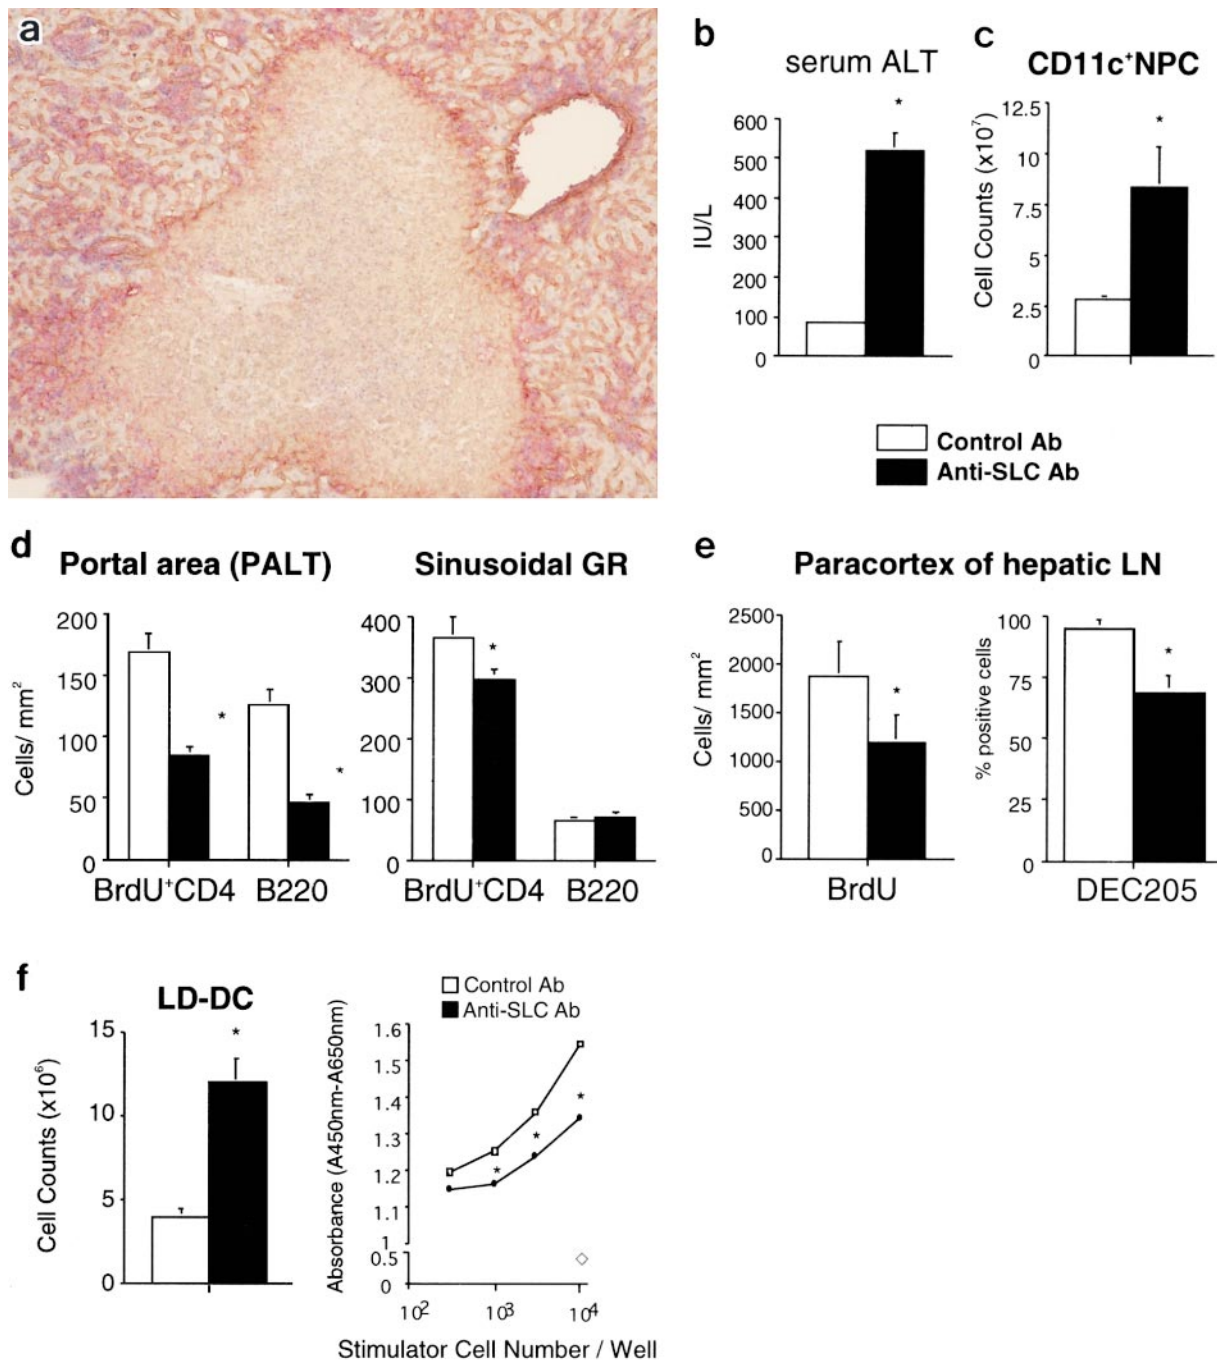 a
b
serum ALT
*
600
500
400
300
200
100
0
IU/L
c
CD11c⁺NPC
*
12.5
10
7.5
5
2.5
0
Cell Counts (x10⁷)
Control Ab
Anti-SLC Ab
d
Portal area (PALT)
200
150
100
50
0
Cells/ mm²
*
*
BrdU⁺CD4 B220
Sinusoidal GR
400
300
200
100
0
*
BrdU⁺CD4 B220
e
Paracortex of hepatic LN
2500
2000
1500
1000
500
0
Cells/ mm²
*
BrdU
100
75
50
25
0
% positive cells
*
DEC205
f
LD-DC
15
10
5
0
Cell Counts (x10⁶)
*
Control Ab
Anti-SLC Ab
1.6
1.5
1.4
1.3
1.2
1.1
1
0.5
0
Absorbance (A450nm-A650nm)
*
*
*
10² 10³ 10⁴
Stimulator Cell Number / Well